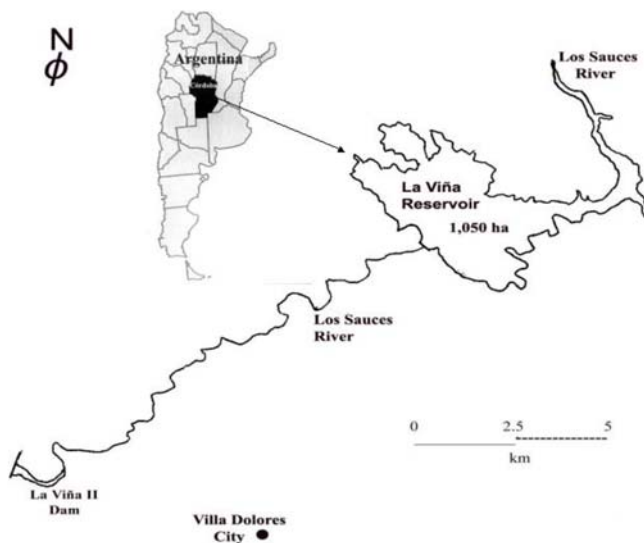 N
Argentina
Córdoba
Los Sauces
River
La Viña
Reservoir
1,050 ha
Los Sauces
River
0 2.5 5
km
La Viña II
Dam
Villa Dolores
City